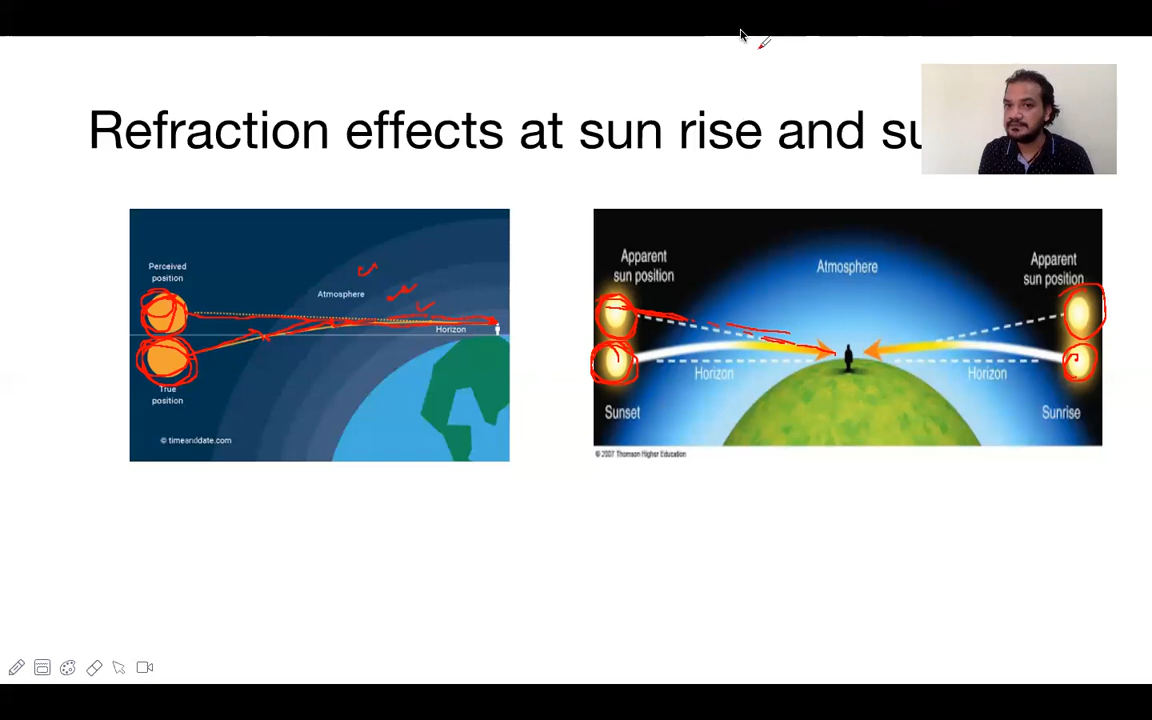 Refraction effects at sun rise and su
Perceived
position
Atmosphere
Horizon
True
position
© timeanddate.com
Apparent
sun position
Atmosphere
Apparent
sun position
Horizon
Horizon
Sunset
Sunrise
© 2007 Thomson Higher Education